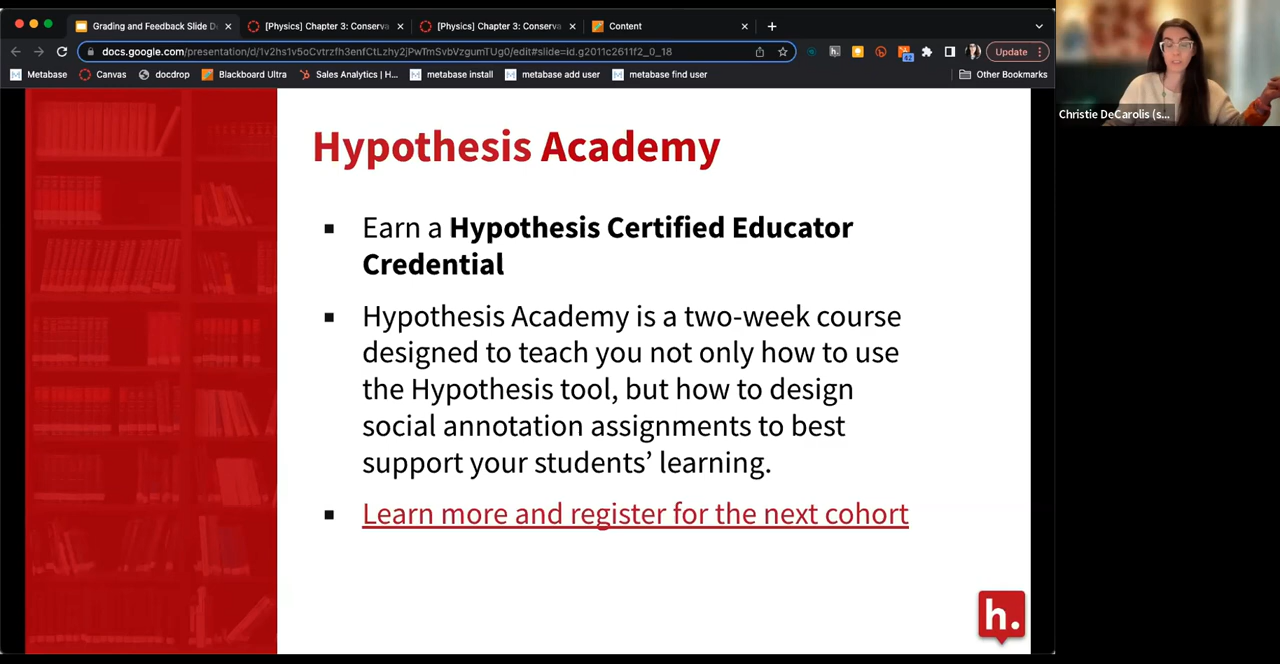 Grading and Feedback Slide D
[Physics] Chapter 3: Conserva
[Physics] Chapter 3: Conserva
Content
docs.google.com/presentation/d/1v2hs1v5oCvtrzfh3enfCtLzhy2jPwTmSvbVzgumTUg0/edit#slide=id.g2011c2611f2_0_18
42
Update
Metabase
Canvas
docdrop
Blackboard Ultra
Sales Analytics | H...
metabase install
metabase add user
metabase find user
Other Bookmarks
Christie DeCarolis (s...
Hypothesis Academy
Earn a Hypothesis Certified Educator
Credential
Hypothesis Academy is a two-week course
designed to teach you not only how to use
the Hypothesis tool, but how to design
social annotation assignments to best
support your students’ learning.
Learn more and register for the next cohort
h.